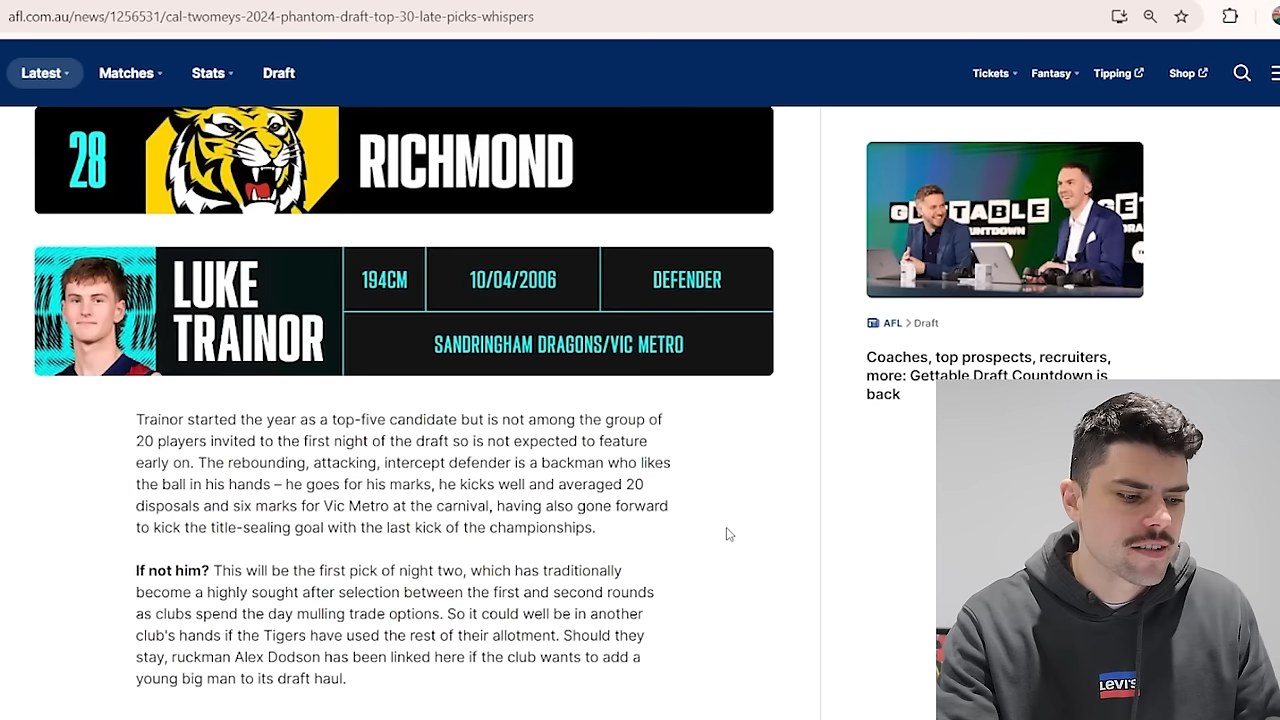 afl.com.au/news/1256531/cal-twomeys-2024-phantom-draft-top-30-late-picks-whispers
Latest Matches Stats Draft Tickets Fantasy Tipping Shop
28 RICHMOND
LUKE
TRAINOR
194CM 10/04/2006 DEFENDER
SANDRINGHAM DRAGONS/VIC METRO
Trainor started the year as a top-five candidate but is not among the group of
20 players invited to the first night of the draft so is not expected to feature
early on. The rebounding, attacking, intercept defender is a backman who likes
the ball in his hands – he goes for his marks, he kicks well and averaged 20
disposals and six marks for Vic Metro at the carnival, having also gone forward
to kick the title-sealing goal with the last kick of the championships.
If not him? This will be the first pick of night two, which has traditionally
become a highly sought after selection between the first and second rounds
as clubs spend the day mulling trade options. So it could well be in another
club's hands if the Tigers have used the rest of their allotment. Should they
stay, ruckman Alex Dodson has been linked here if the club wants to add a
young big man to its draft haul.
AFL > Draft
Coaches, top prospects, recruiters,
more: Gettable Draft Countdown is
back
Levi's